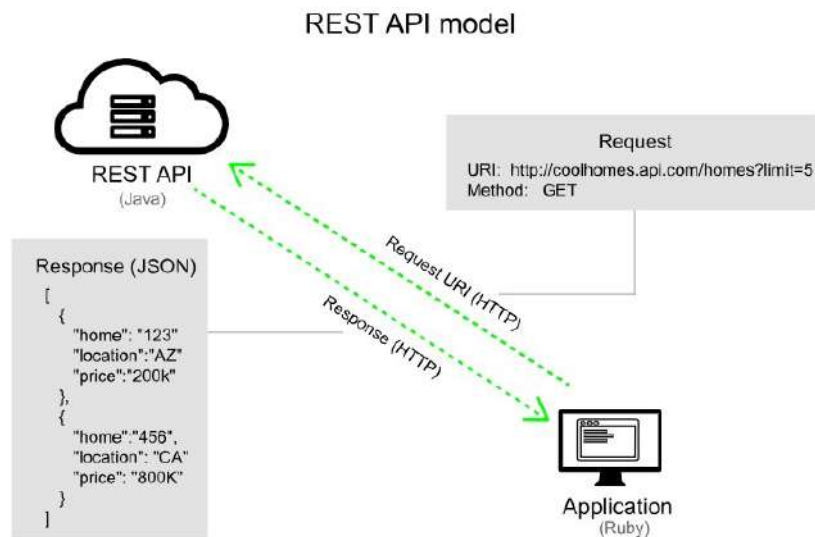 REST API model
REST API
(Java)
Request
URI: http://coolhomes.api.com/homes?limit=5
Method: GET
Request URI (HTTP)
Response (HTTP)
Response (JSON)
[
{
"home": "123"
"location":"AZ"
"price":"200k"
},
{
"home":"456",
"location": "CA"
"price": "800K"
}
]
Application
(Ruby)